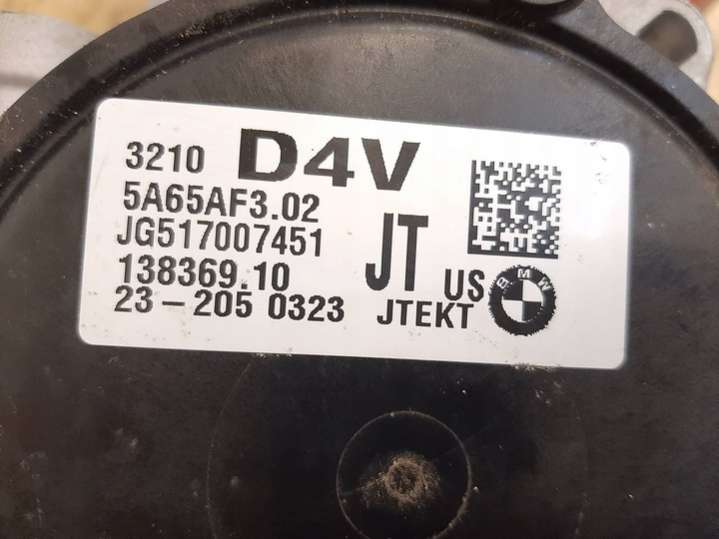 3210 D4V
5A65AF3.02
JG517007451
138369.10
23-205 0323
JT
US
JTEKT
BMW